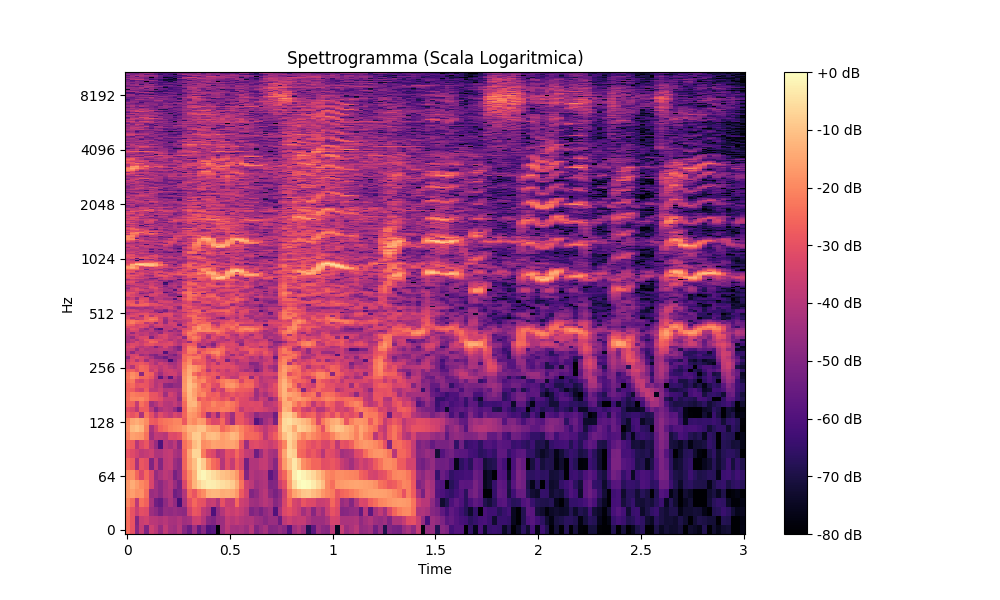 Spettrogramma (Scala Logaritmica)
Hz
8192
4096
2048
1024
512
256
128
64
0
0 0.5 1 1.5 2 2.5 3
Time
+0 dB
-10 dB
-20 dB
-30 dB
-40 dB
-50 dB
-60 dB
-70 dB
-80 dB